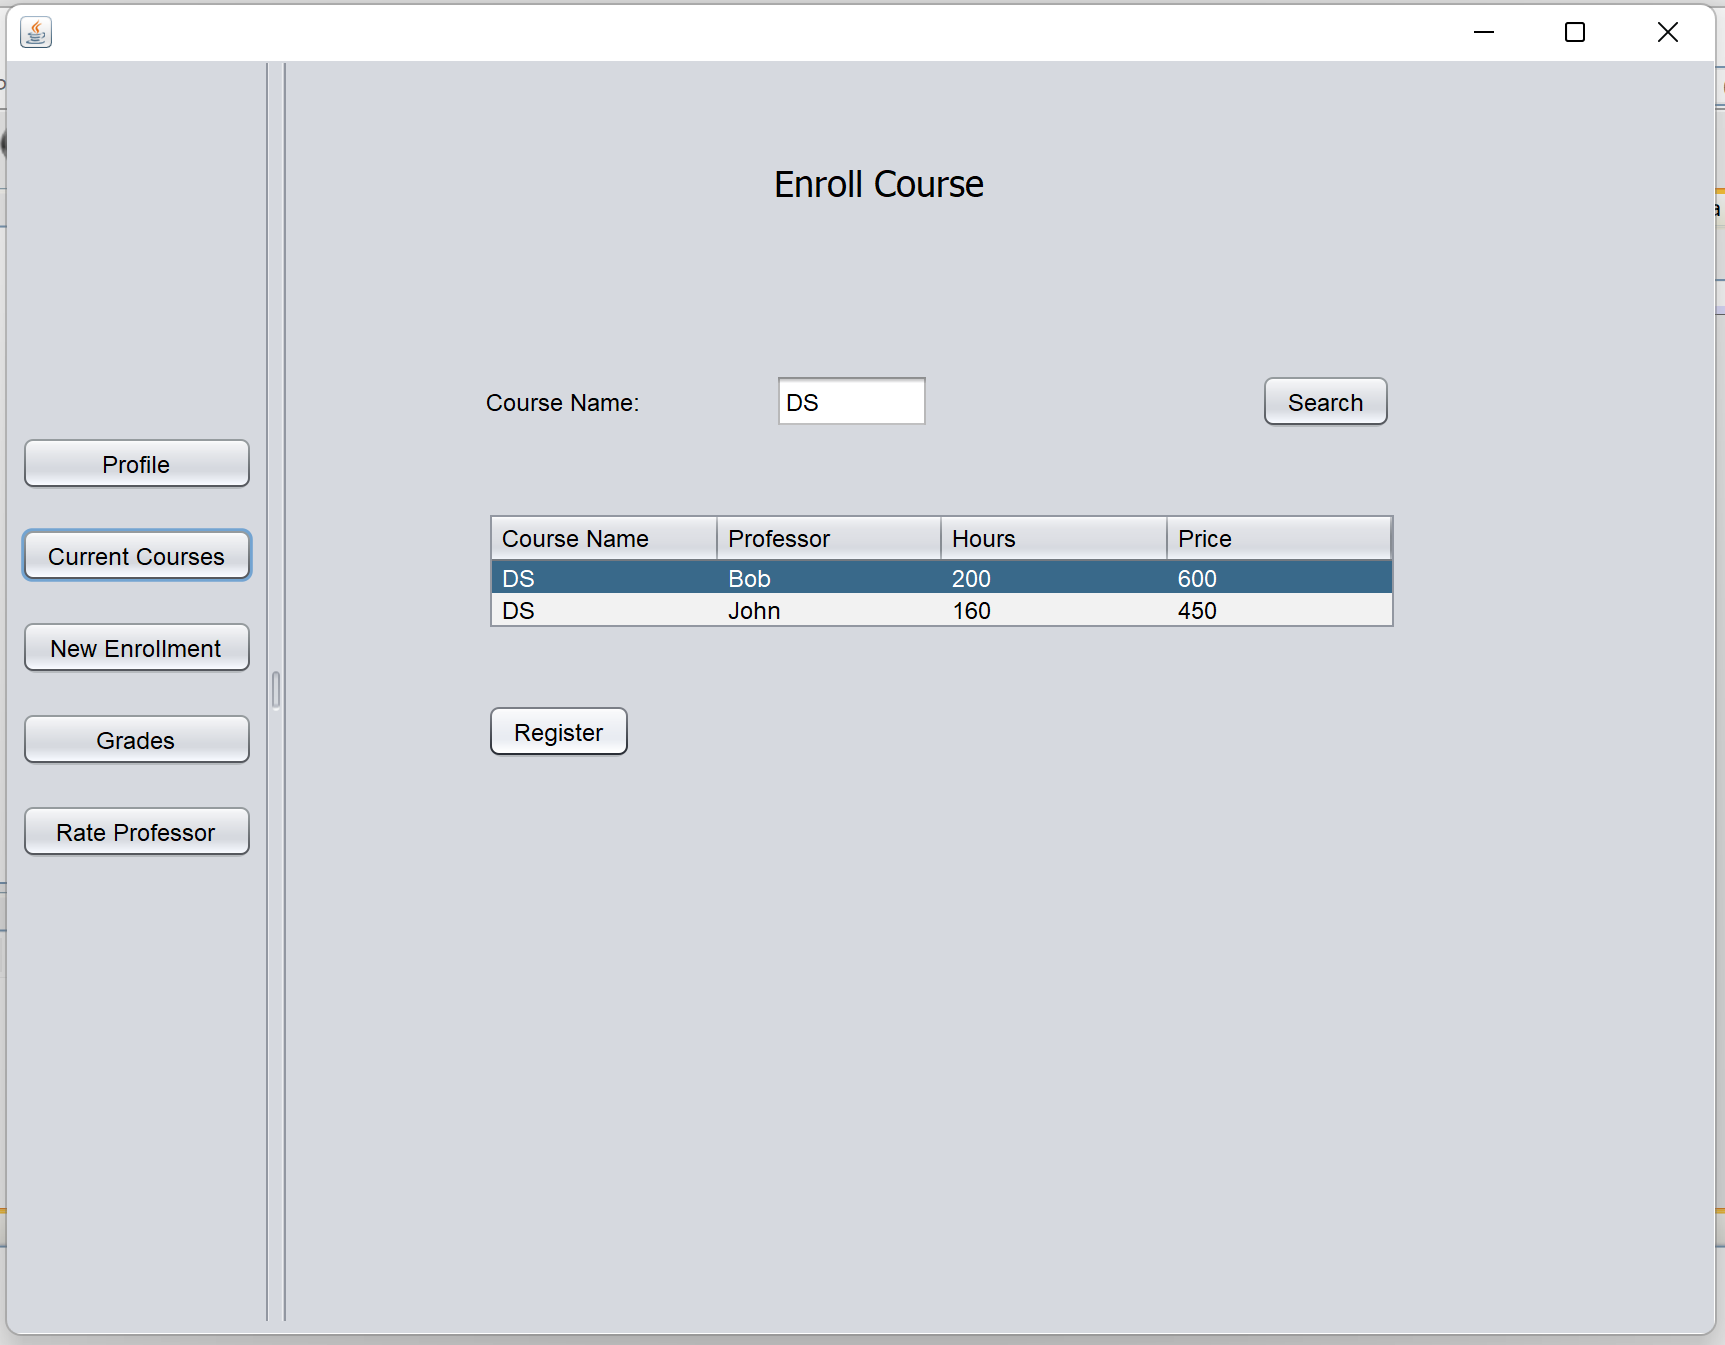 Enroll Course
Course Name: DS Search
Profile
Current Courses
New Enrollment
Grades
Rate Professor
Course Name Professor Hours Price
DS Bob 200 600
DS John 160 450
Register